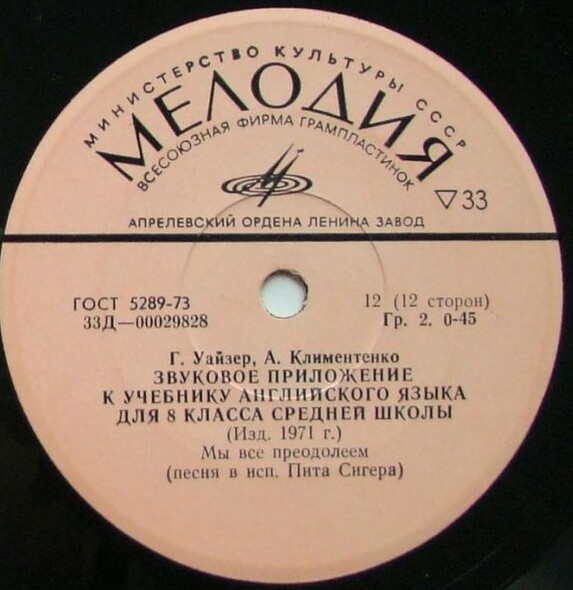 МИНИСТЕРСТВО КУЛЬТУРЫ СССР
МЕЛОДИЯ
ВСЕСОЮЗНАЯ ФИРМА ГРАМПЛАСТИНОК
▽33
АПРЕЛЕВСКИЙ ОРДЕНА ЛЕНИНА ЗАВОД
ГОСТ 5289-73
12 (12 сторон)
33Д—00029828
Гр. 2. 0-45
Г. Уайзер, А. Климентенко
ЗВУКОВОЕ ПРИЛОЖЕНИЕ
К УЧЕБНИКУ АНГЛИЙСКОГО ЯЗЫКА
ДЛЯ 8 КЛАССА СРЕДНЕЙ ШКОЛЫ
(Изд. 1971 г.)
Мы все преодолеем
(песня в исп. Пита Сигера)